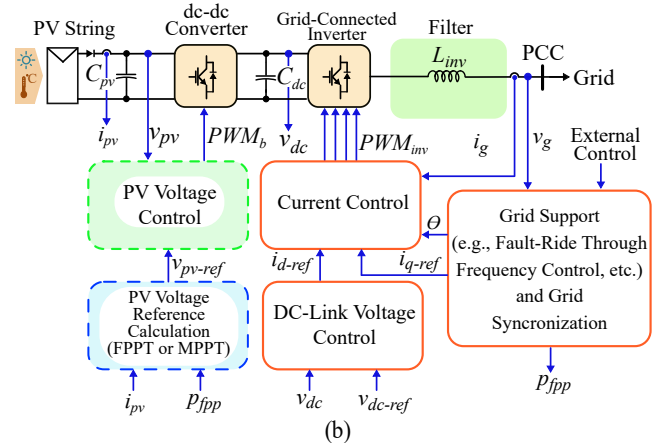 PV String
dc-dc
Converter
Grid-Connected
Inverter
Filter
L_inv
PCC
Grid
°C
C_pv
C_dc
i_pv
v_pv
PWM_b
v_dc
PWM_inv
i_g
v_g
External
Control
PV Voltage
Control
Current Control
Θ
Grid Support
(e.g., Fault-Ride Through
Frequency Control, etc.)
and Grid
Syncronization
v_pv-ref
i_d-ref
i_q-ref
PV Voltage
Reference
Calculation
(FPPT or MPPT)
DC-Link Voltage
Control
i_pv
p_fpp
v_dc
v_dc-ref
p_fpp
(b)